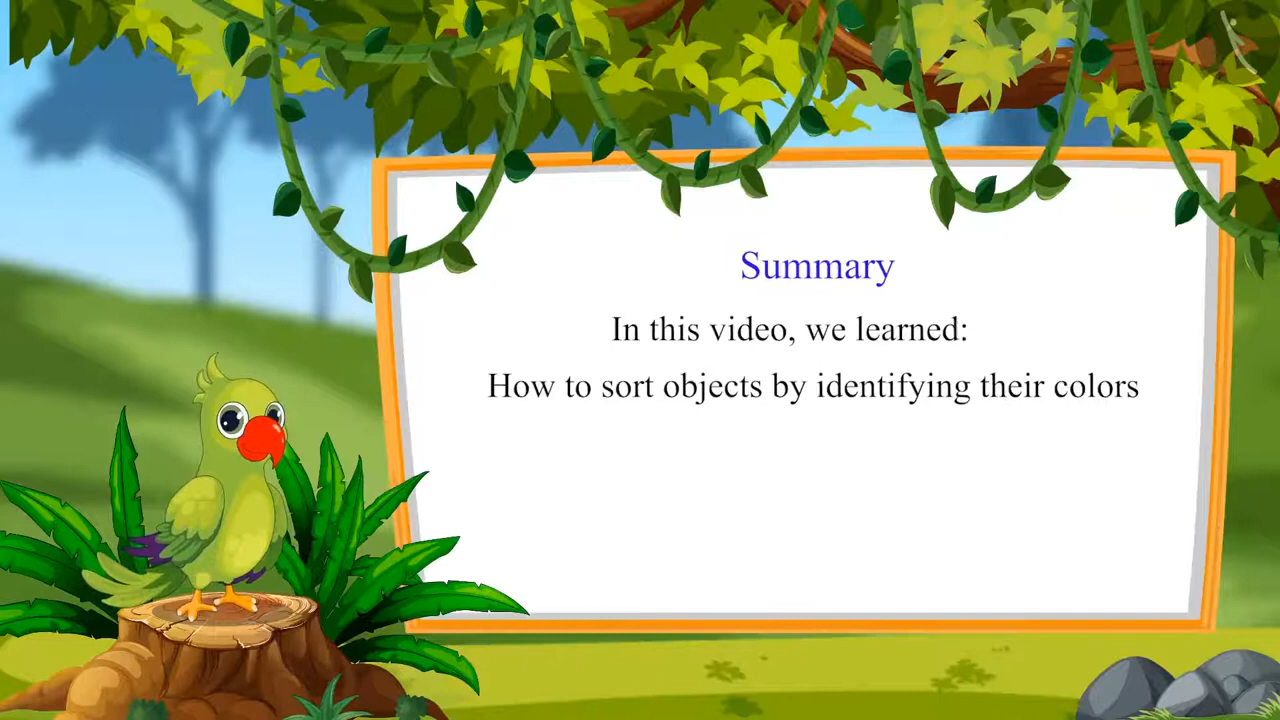 Summary
In this video, we learned:
How to sort objects by identifying their colors